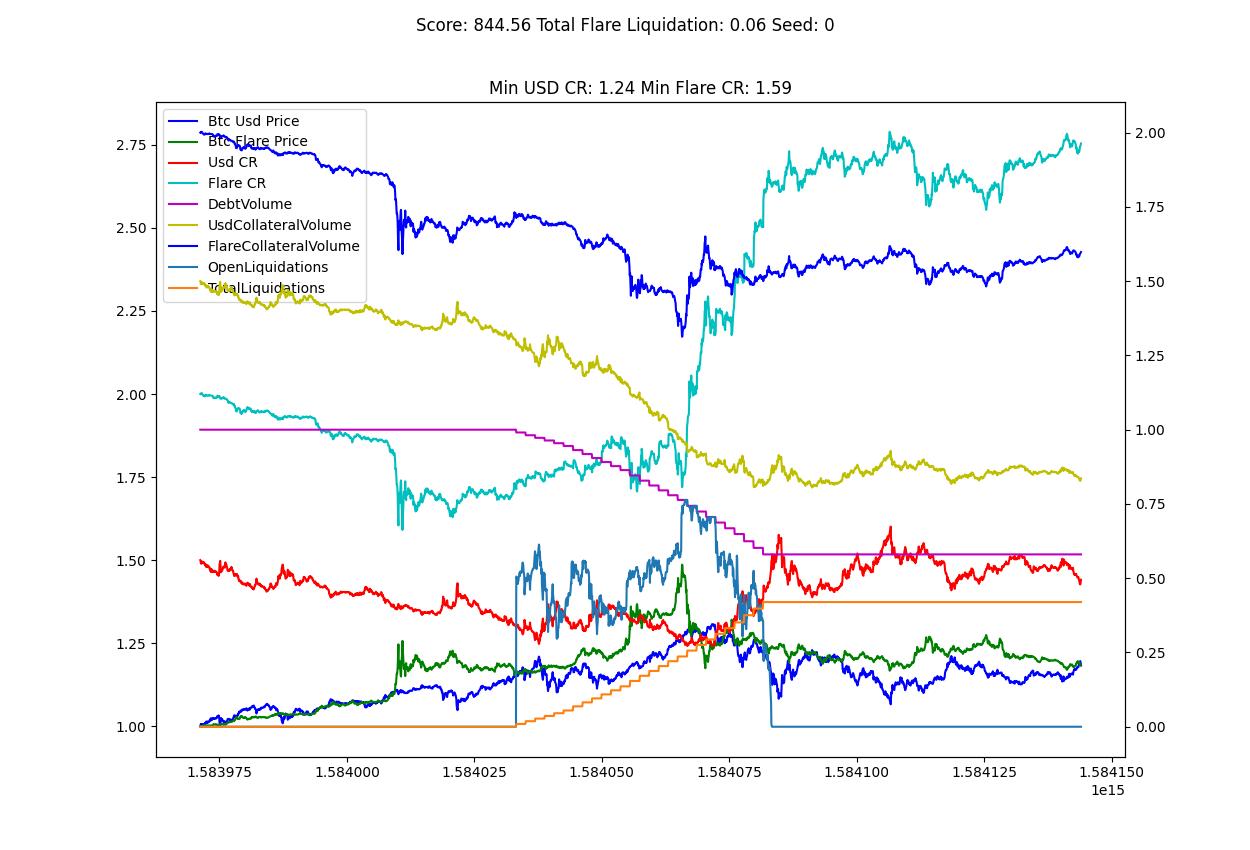 Score: 844.56 Total Flare Liquidation: 0.06 Seed: 0
Min USD CR: 1.24 Min Flare CR: 1.59
Btc Usd Price
Btc Flare Price
Usd CR
Flare CR
DebtVolume
UsdCollateralVolume
FlareCollateralVolume
OpenLiquidations
TotalLiquidations
2.75
2.50
2.25
2.00
1.75
1.50
1.25
1.00
2.00
1.75
1.50
1.25
1.00
0.75
0.50
0.25
0.00
1.583975 1.584000 1.584025 1.584050 1.584075 1.584100 1.584125 1.584150
1e15